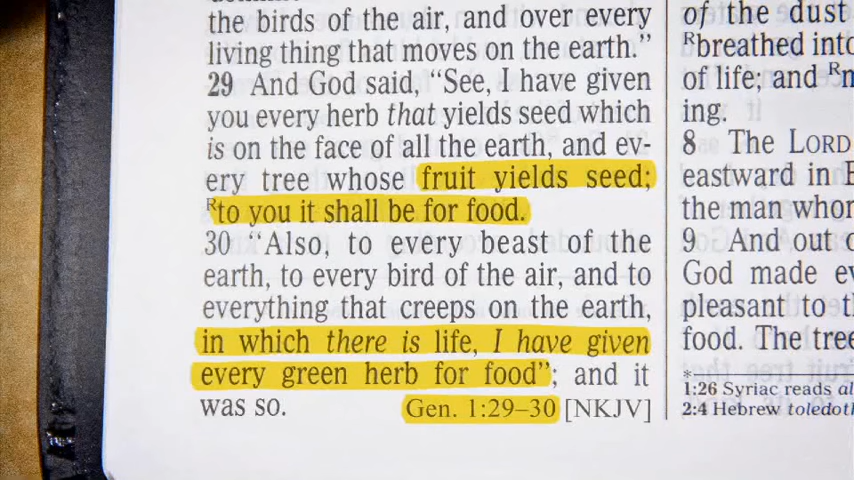 the birds of the air, and over every
living thing that moves on the earth.”
29 And God said, “See, I have given
you every herb that yields seed which
is on the face of all the earth, and ev-
ery tree whose fruit yields seed;
Rto you it shall be for food.
30 “Also, to every beast of the
earth, to every bird of the air, and to
everything that creeps on the earth,
in which there is life, I have given
every green herb for food”; and it
was so.
Gen. 1:29–30 [NKJV]
of the dust
Rbreathed into
of life; and
ing.
8 The LORD
eastward in
the man whom
9 And out o
God made
pleasant to
food. The tree
*
1:26 Syriac reads
2:4 Hebrew toledoth